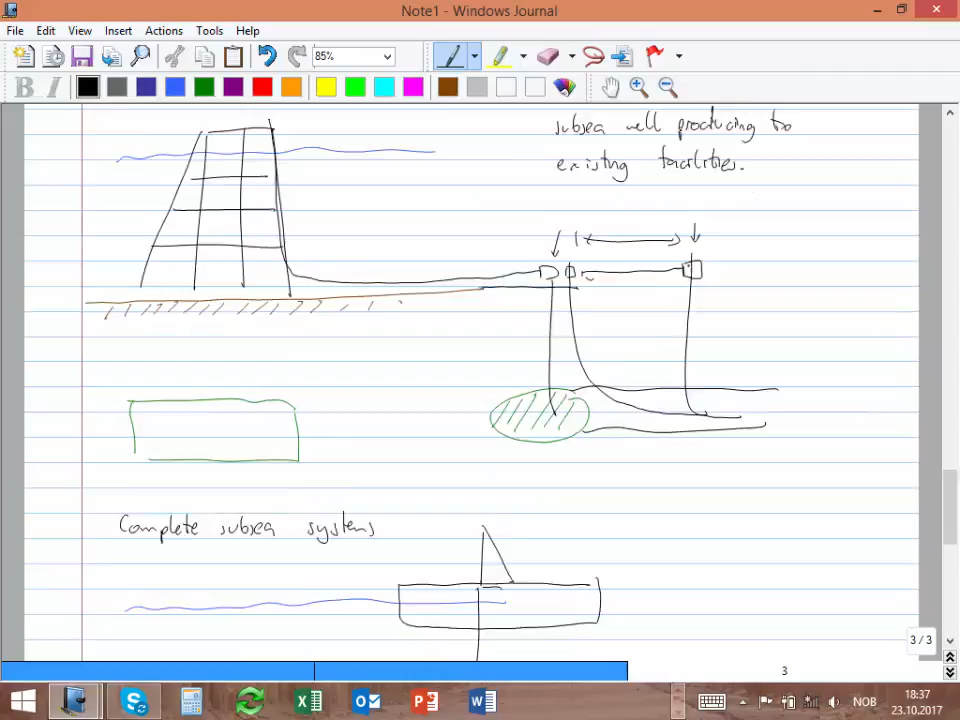 Note1 - Windows Journal
File Edit View Insert Actions Tools Help
85%
B I
subsea well producing to
existing facilities.
Complete subsea systems
3 / 3
3
NOB
18:37
23.10.2017